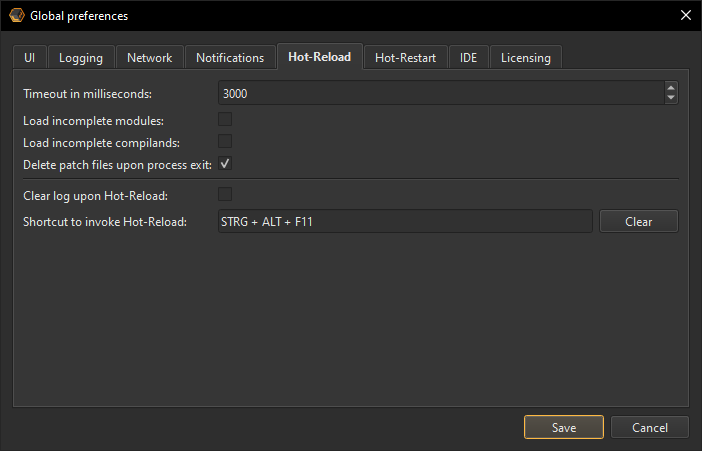 Global preferences
UI Logging Network Notifications Hot-Reload Hot-Restart IDE Licensing
Timeout in milliseconds: 3000
Load incomplete modules:
Load incomplete compilands:
Delete patch files upon process exit:
Clear log upon Hot-Reload:
Shortcut to invoke Hot-Reload: STRG + ALT + F11 Clear
Save Cancel